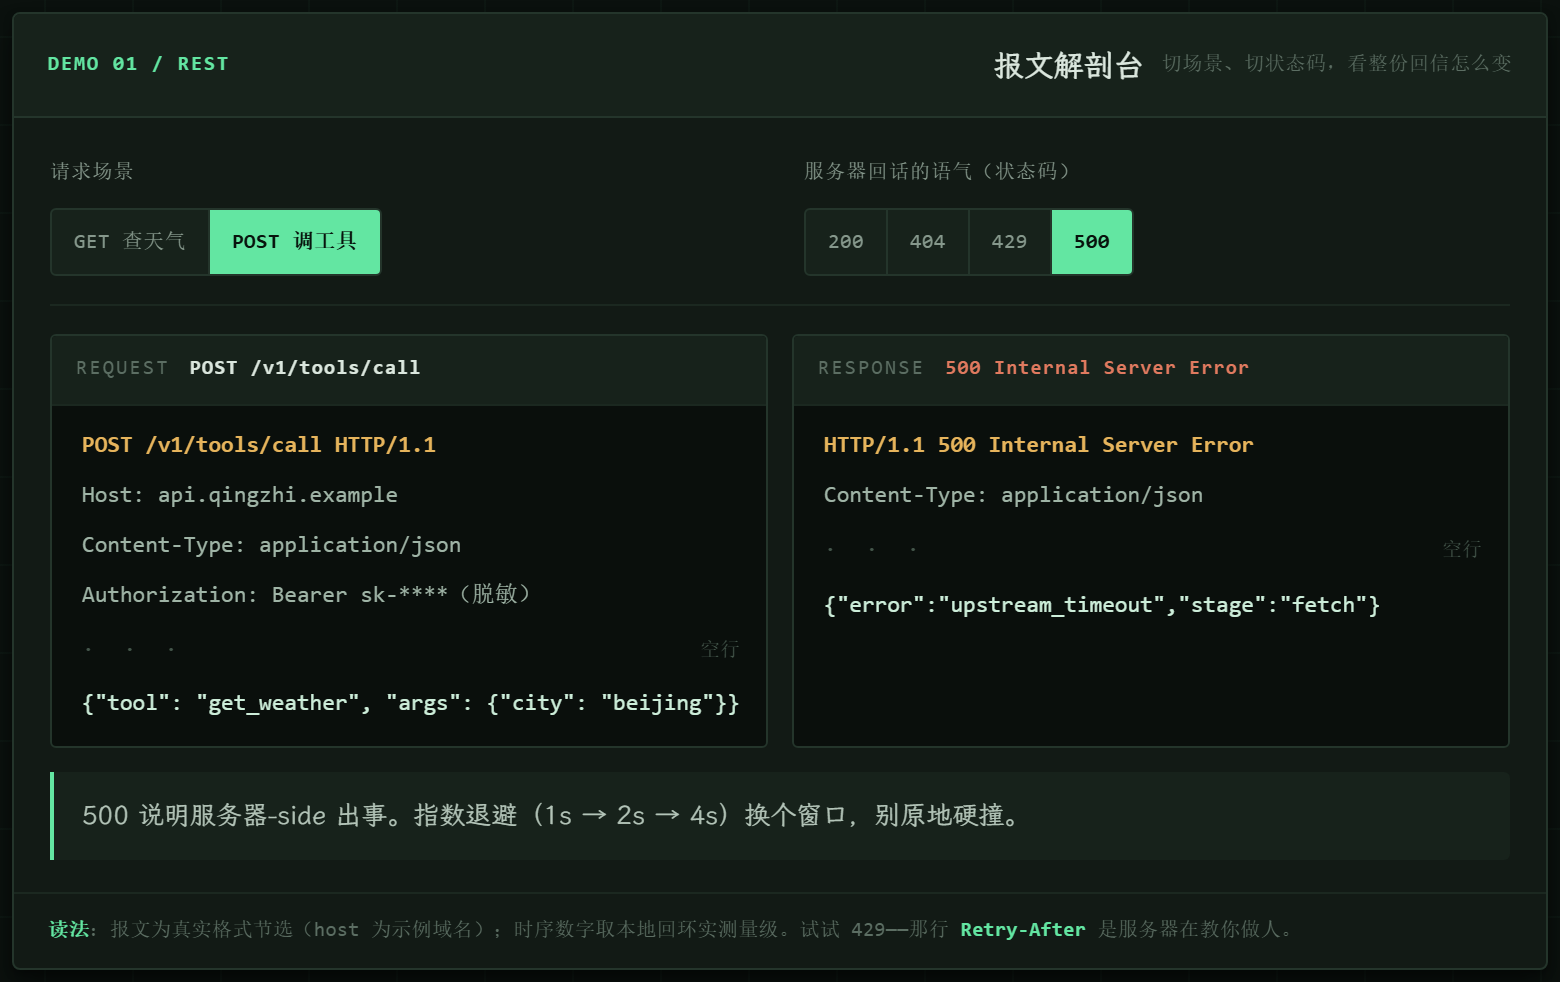 DEMO 01 / REST
报文解剖台 切场景、切状态码，看整份回信怎么变
请求场景
GET 查天气 POST 调工具
服务器回话的语气（状态码）
200 404 429 500
REQUEST POST /v1/tools/call
POST /v1/tools/call HTTP/1.1
Host: api.qingzhi.example
Content-Type: application/json
Authorization: Bearer sk-****（脱敏）
· · · 空行
{"tool": "get_weather", "args": {"city": "beijing"}}
RESPONSE 500 Internal Server Error
HTTP/1.1 500 Internal Server Error
Content-Type: application/json
· · · 空行
{"error":"upstream_timeout","stage":"fetch"}
500 说明服务器-side 出事。指数退避（1s → 2s → 4s）换个窗口，别原地硬撞。
读法：报文为真实格式节选（host 为示例域名）；时序数字取本地回环实测量级。试试 429——那行 Retry-After 是服务器在教你做人。